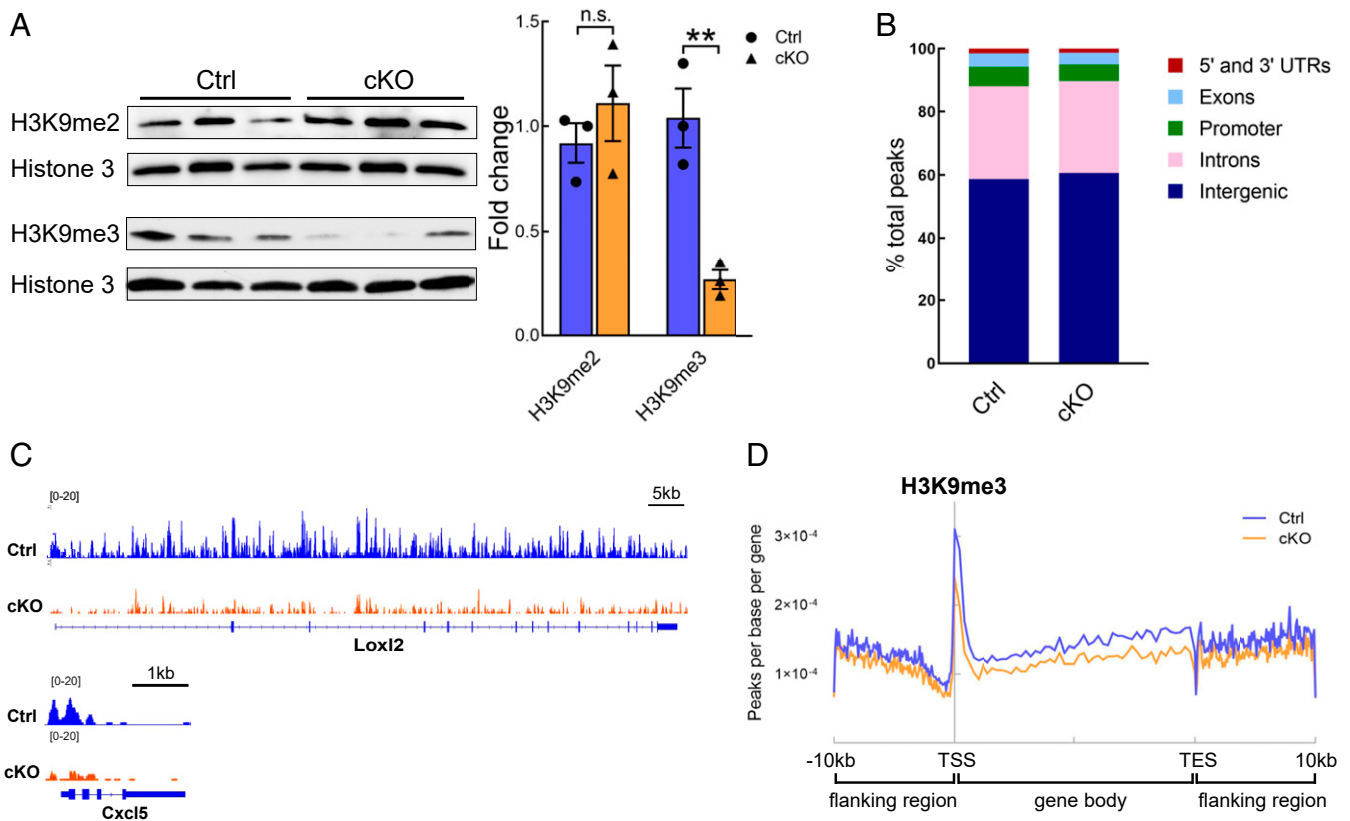 A
Ctrl cKO
H3K9me2
Histone 3
H3K9me3
Histone 3
Fold change
1.5
1.0
0.5
0.0
n.s.
**
Ctrl
cKO
H3K9me2
H3K9me3
B
% total peaks
100
80
60
40
20
0
Ctrl
cKO
5' and 3' UTRs
Exons
Promoter
Introns
Intergenic
C
[0-20]
5kb
Ctrl
cKO
Loxl2
1kb
[0-20]
Ctrl
[0-20]
cKO
Cxcl5
D
H3K9me3
Ctrl
cKO
Peaks per base per gene
3×10⁻⁴
2×10⁻⁴
1×10⁻⁴
-10kb TSS TES 10kb
flanking region gene body flanking region